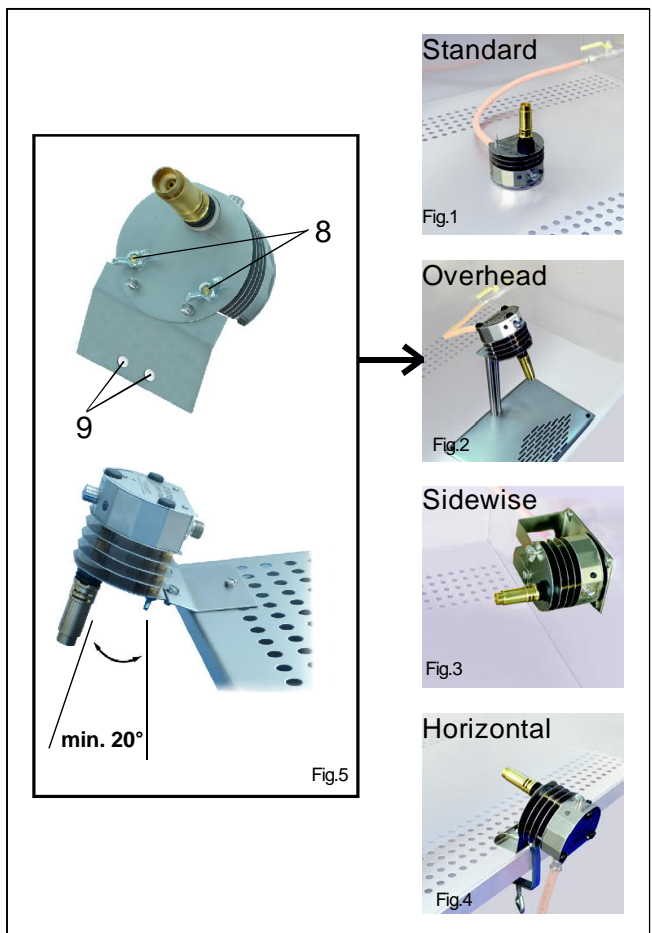 8
9
min. 20°
Fig.5
Standard
Fig.1
Overhead
Fig.2
Sidewise
Fig.3
Horizontal
Fig.4